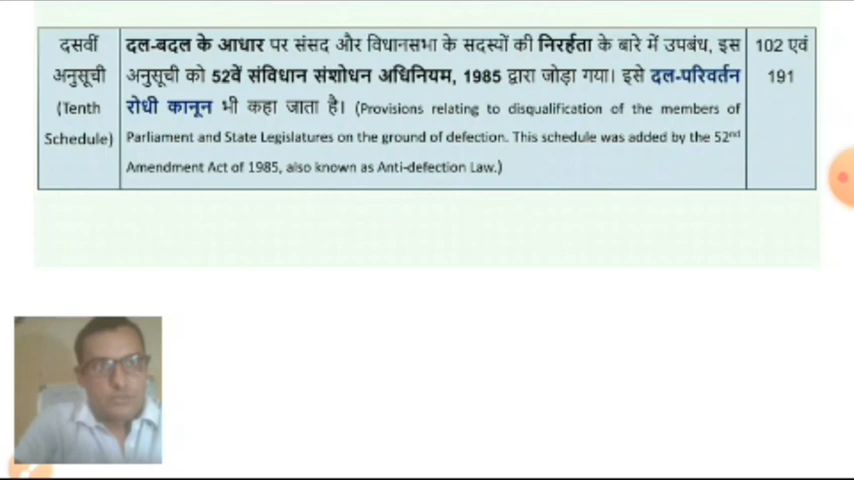 दसवीं
अनुसूची
(Tenth
Schedule)
दल-बदल के आधार पर संसद और विधानसभा के सदस्यों की निरर्हता के बारे में उपबंध, इस
अनुसूची को 52वें संविधान संशोधन अधिनियम, 1985 द्वारा जोड़ा गया। इसे दल-परिवर्तन
रोधी कानून भी कहा जाता है। (Provisions relating to disqualification of the members of
Parliament and State Legislatures on the ground of defection. This schedule was added by the 52nd
Amendment Act of 1985, also known as Anti-defection Law.)
102 एवं
191